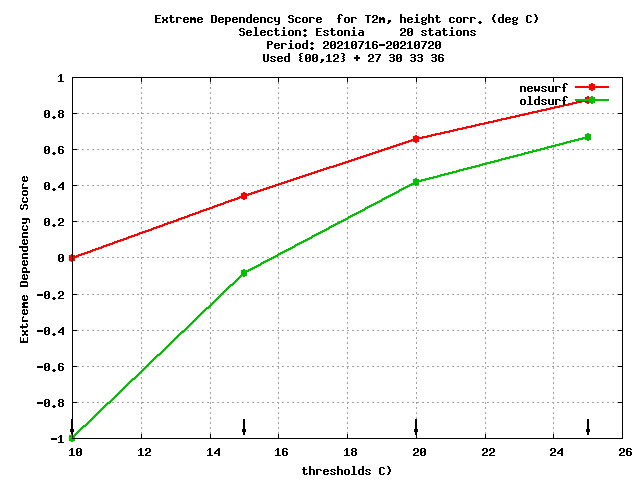 Extreme Dependency Score  for T2m, height corr. (deg C)
Selection: Estonia     20 stations
Period: 20210716-20210720
Used {00,12} + 27 30 33 36
newsurf
oldsurf
Extreme Dependency Score
1
0.8
0.6
0.4
0.2
0
-0.2
-0.4
-0.6
-0.8
-1
10 12 14 16 18 20 22 24 26
thresholds C)